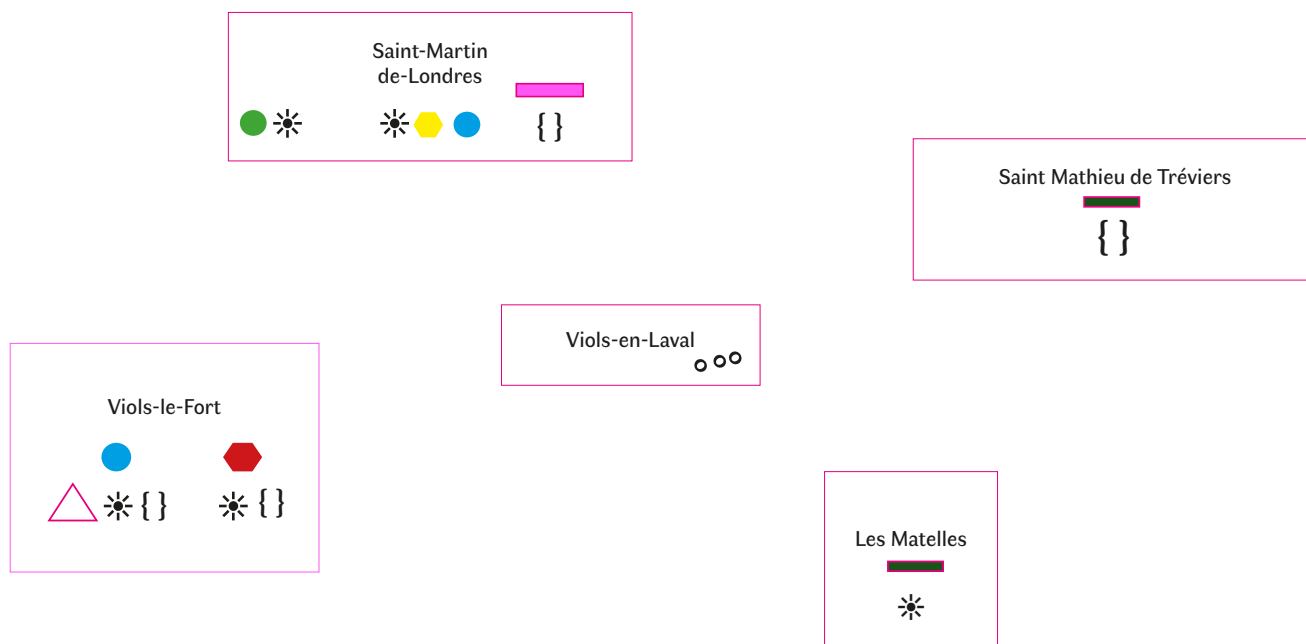 Saint-Martin
de-Londres
{ }
Saint Mathieu de Tréviers
{ }
Viols-en-Laval
Viols-le-Fort
{ } { }
Les Matelles